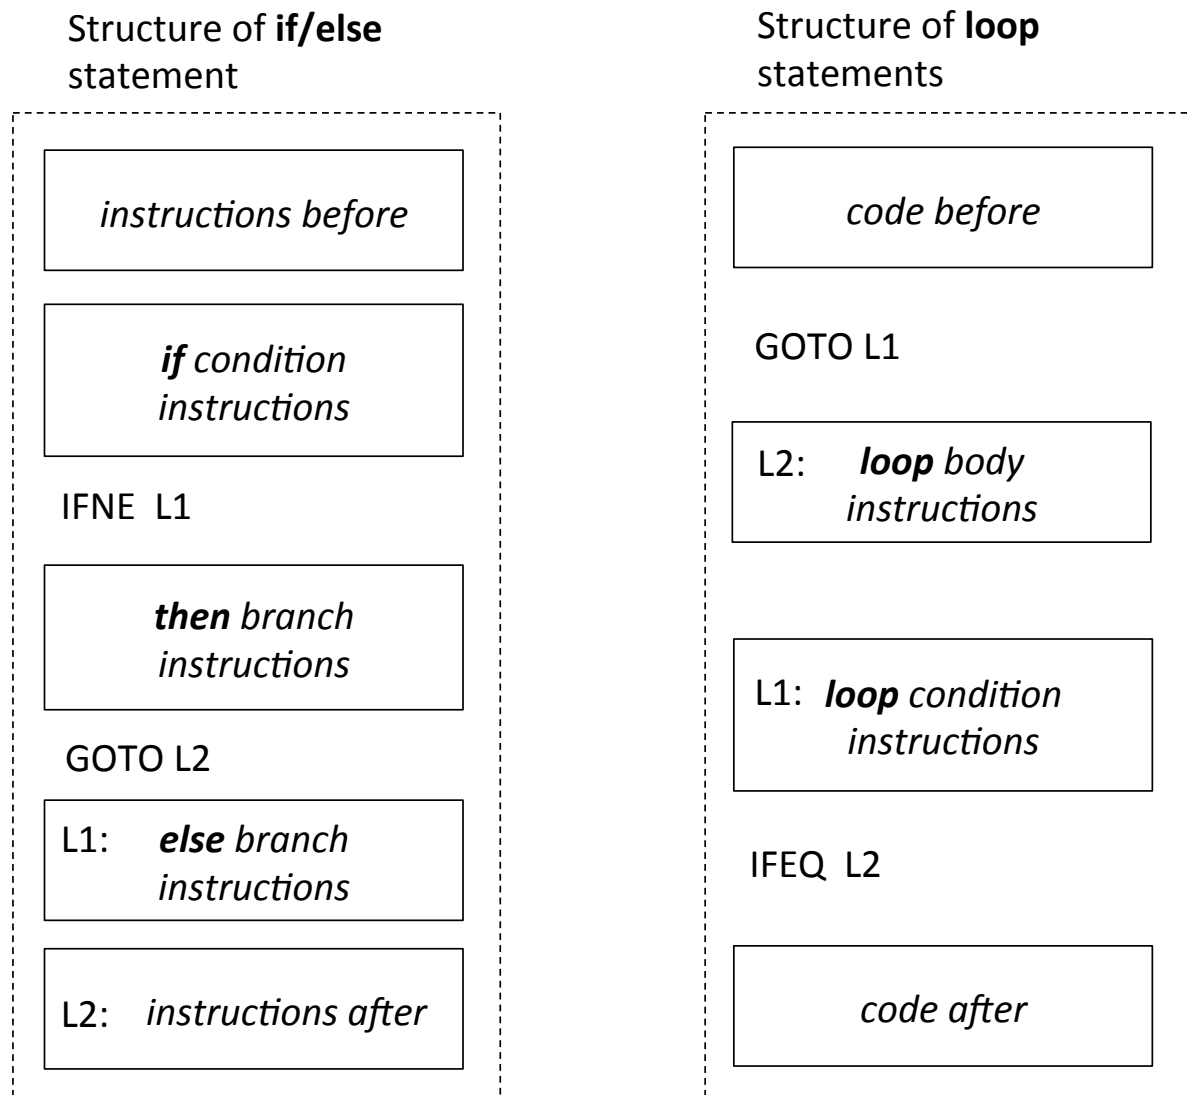 Structure of if/else
statement
instructions before
if condition
instructions
IFNE L1
then branch
instructions
GOTO L2
L1: else branch
instructions
L2: instructions after
Structure of loop
statements
code before
GOTO L1
L2: loop body
instructions
L1: loop condition
instructions
IFEQ L2
code after